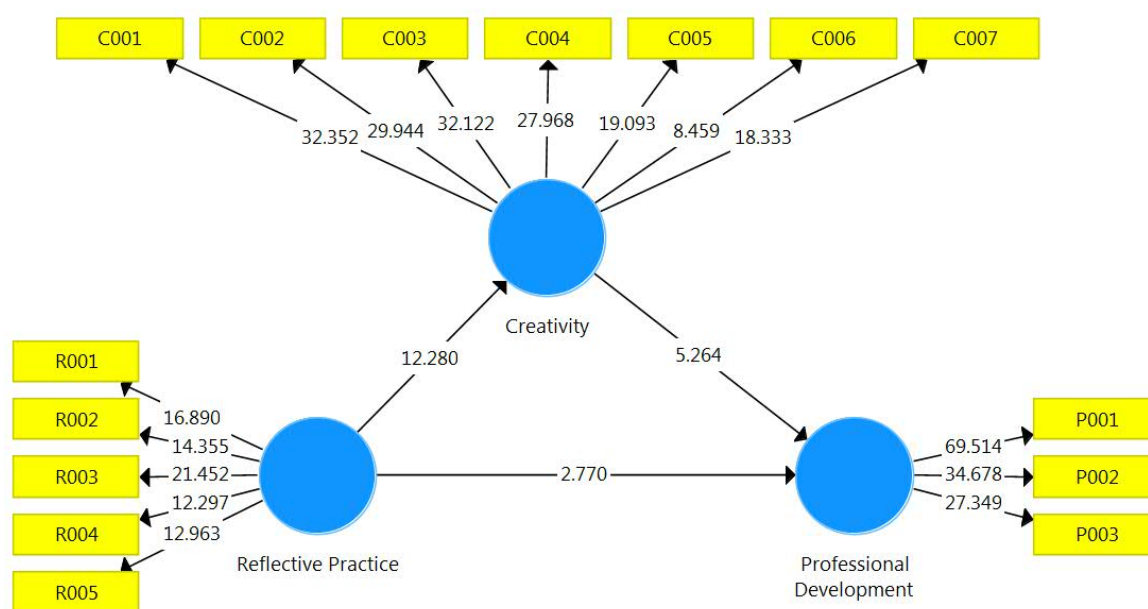 C001
C002
C003
C004
C005
C006
C007
32.352
29.944
32.122
27.968
19.093
8.459
18.333
Creativity
12.280
5.264
R001
R002
R003
R004
R005
16.890
14.355
21.452
12.297
12.963
Reflective Practice
2.770
Professional
Development
69.514
34.678
27.349
P001
P002
P003